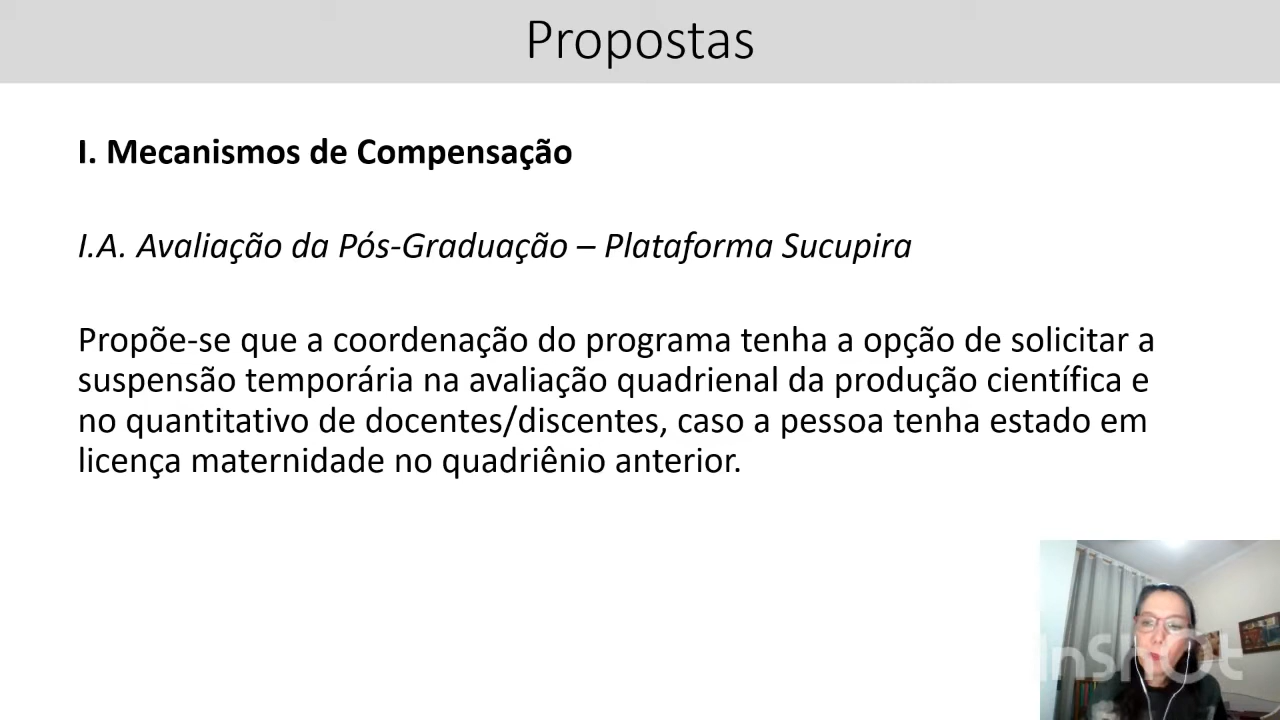 Propostas
I. Mecanismos de Compensação
I.A. Avaliação da Pós-Graduação – Plataforma Sucupira
Propõe-se que a coordenação do programa tenha a opção de solicitar a
suspensão temporária na avaliação quadrienal da produção científica e
no quantitativo de docentes/discentes, caso a pessoa tenha estado em
licença maternidade no quadriênio anterior.
InShOt